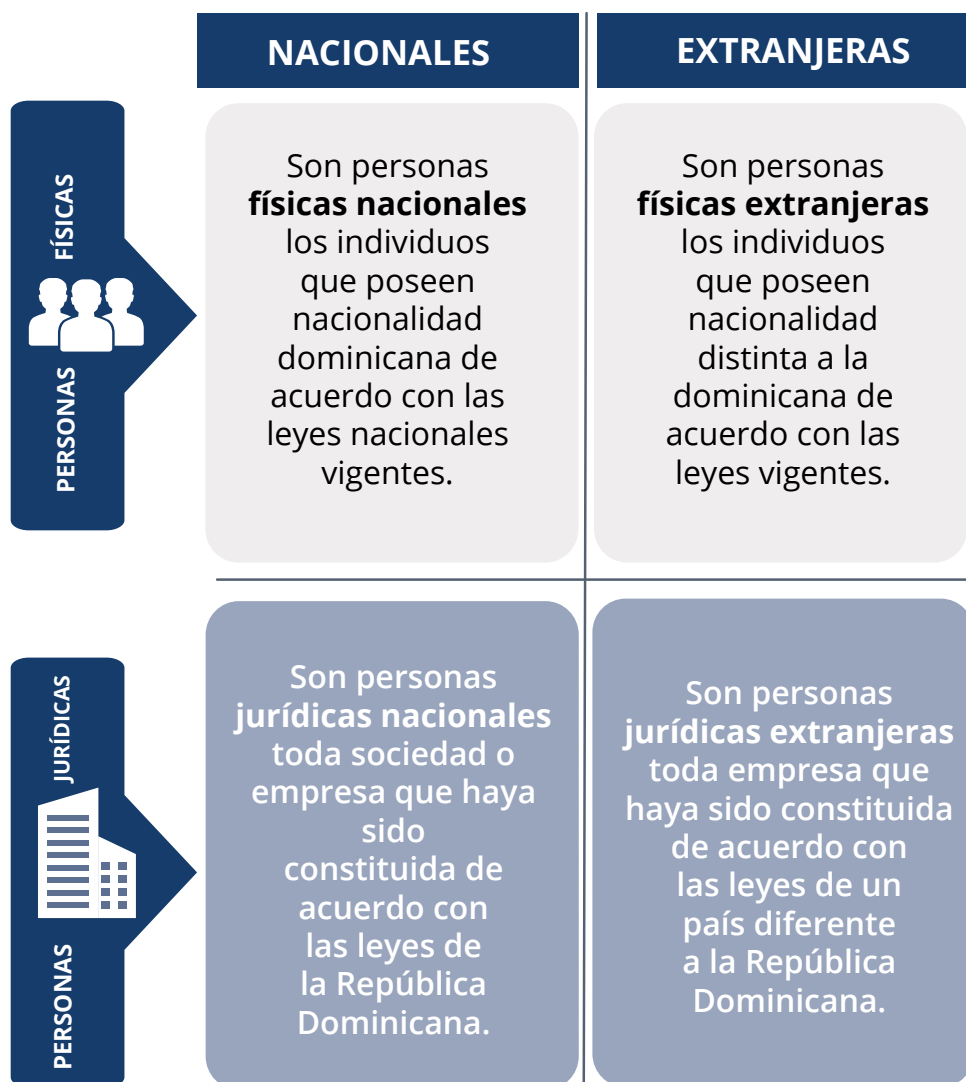 NACIONALES
EXTRANJERAS
PERSONAS FÍSICAS
Son personas
físicas nacionales
los individuos
que poseen
nacionalidad
dominicana de
acuerdo con las
leyes nacionales
vigentes.
Son personas
físicas extranjeras
los individuos
que poseen
nacionalidad
distinta a la
dominicana de
acuerdo con las
leyes vigentes.
PERSONAS JURÍDICAS
Son personas
jurídicas nacionales
toda sociedad o
empresa que haya
sido
constituida de
acuerdo con
las leyes de
la República
Dominicana.
Son personas
jurídicas extranjeras
toda empresa que
haya sido constituida
de acuerdo con
las leyes de un
país diferente
a la República
Dominicana.